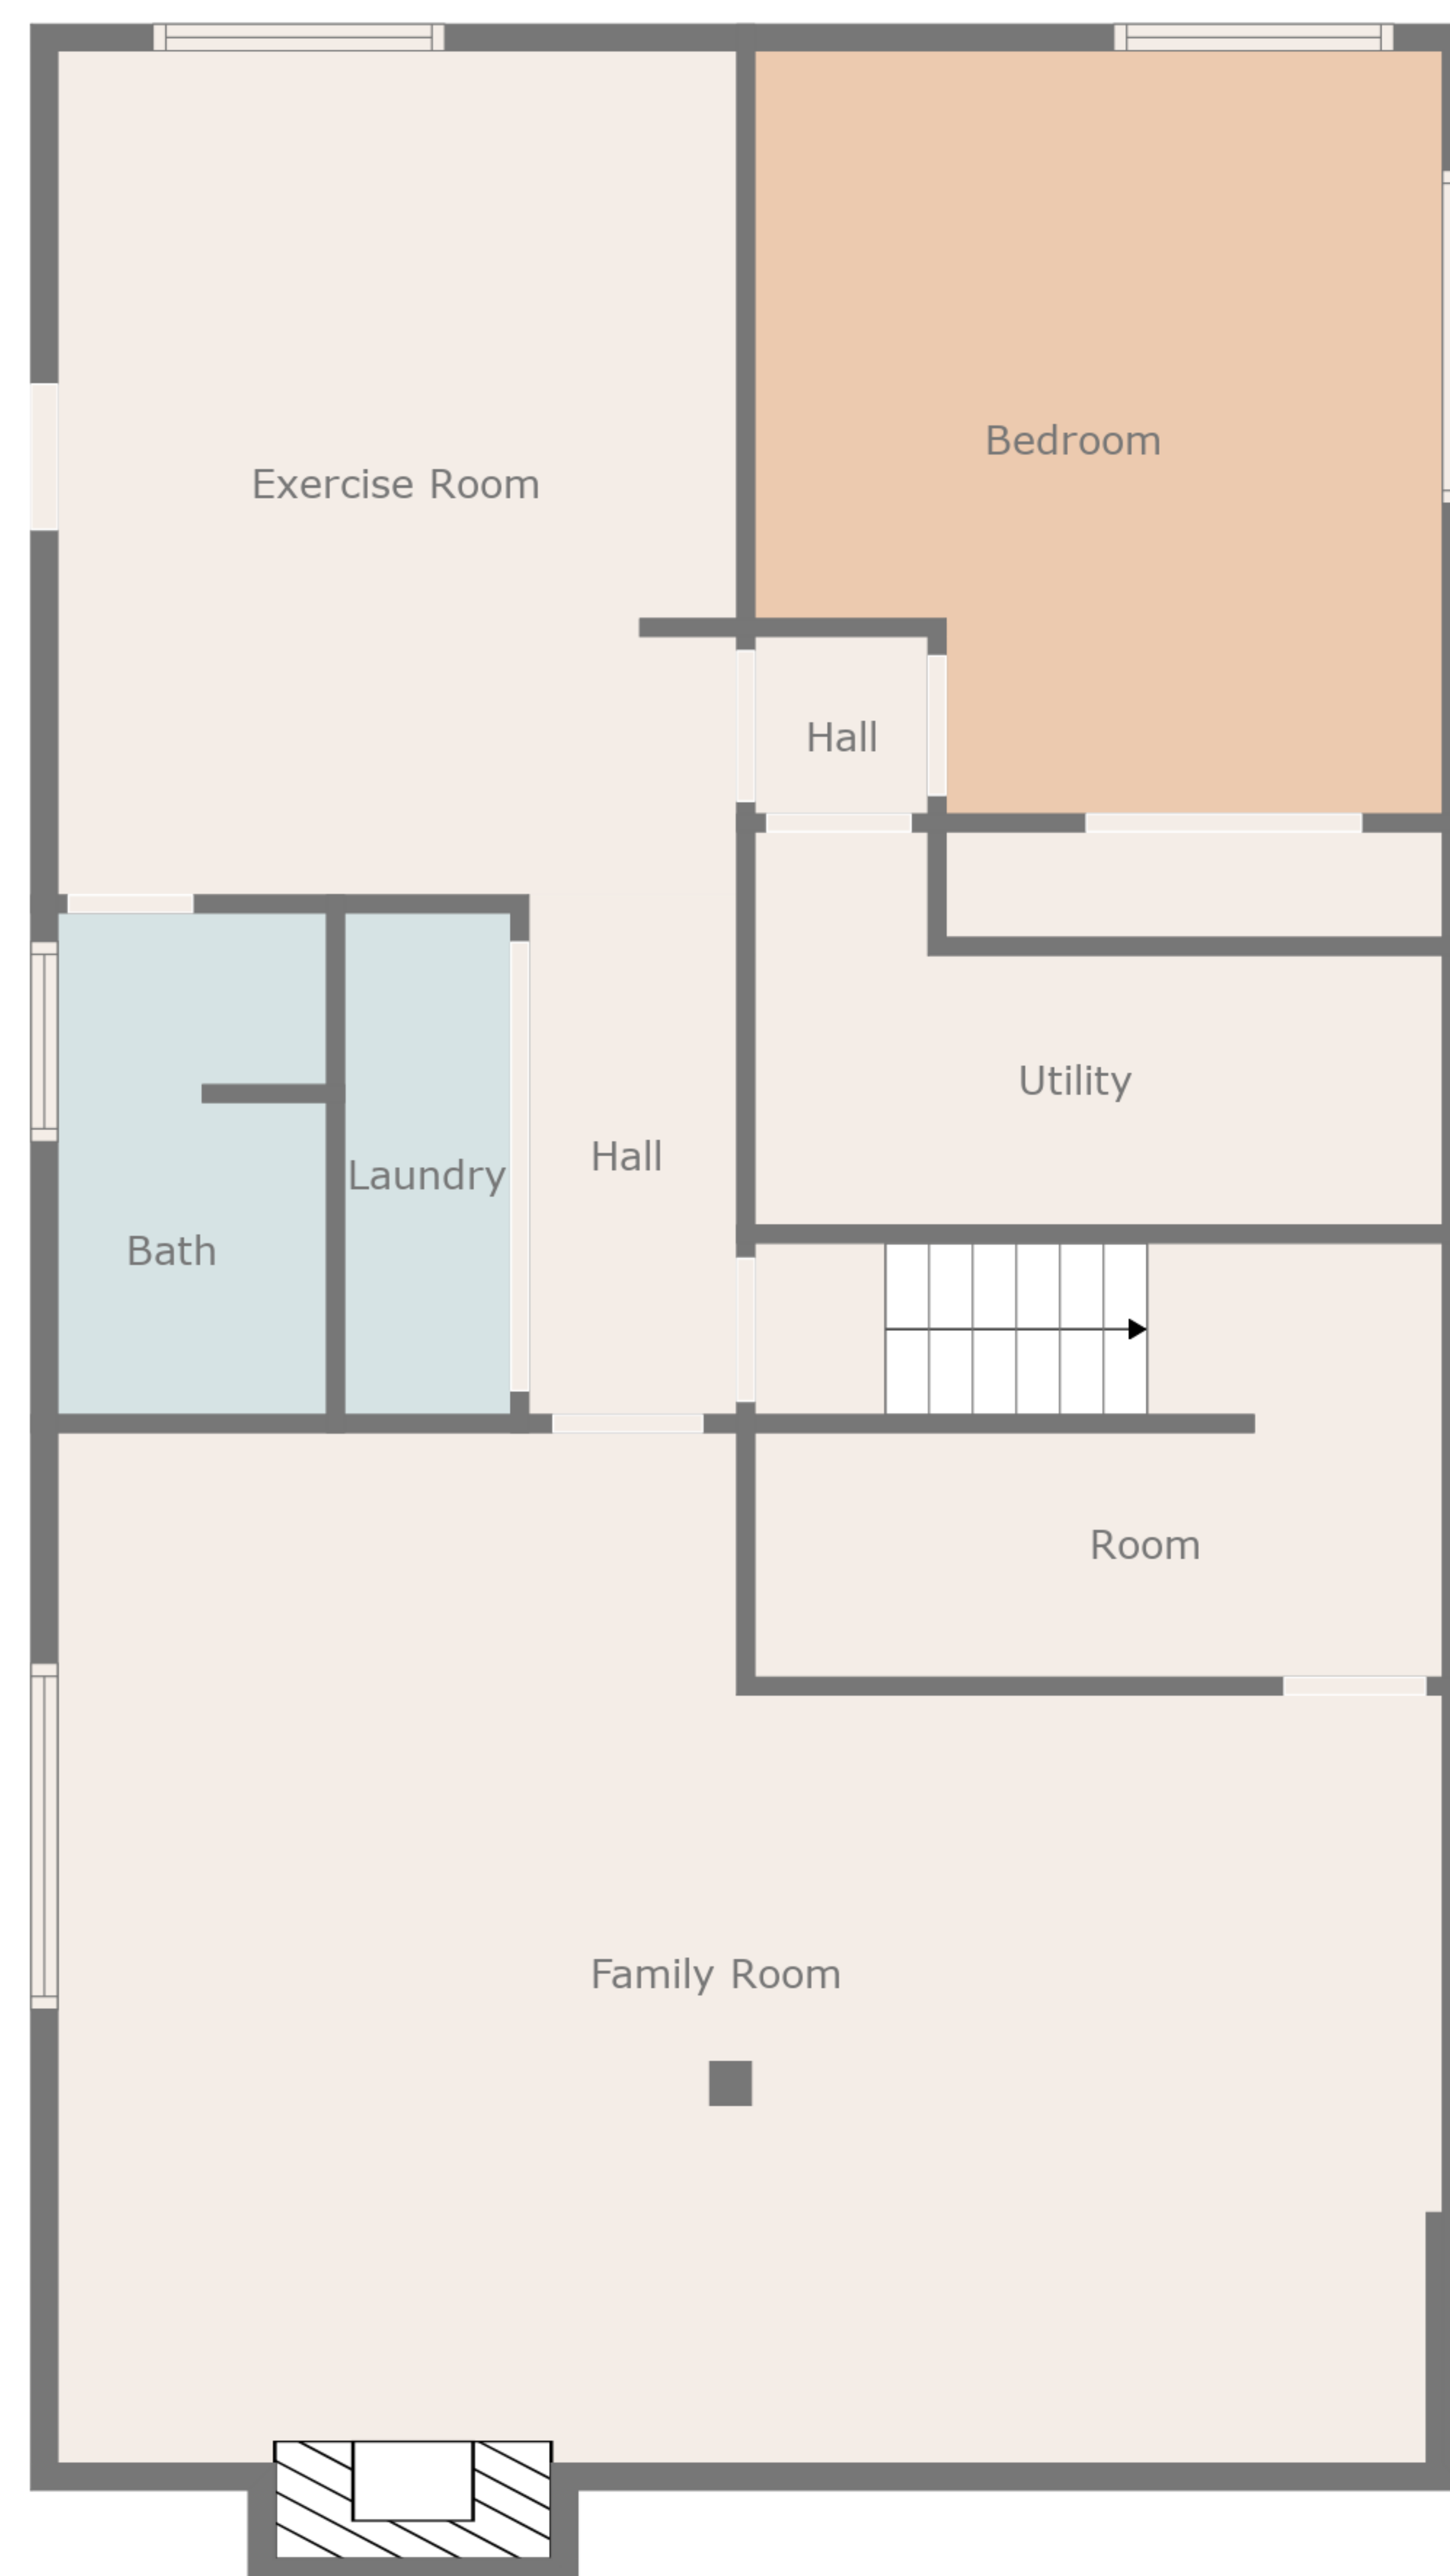 Bedroom
Exercise Room
Hall
Utility
Hall
Laundry
Bath
Room
Family Room